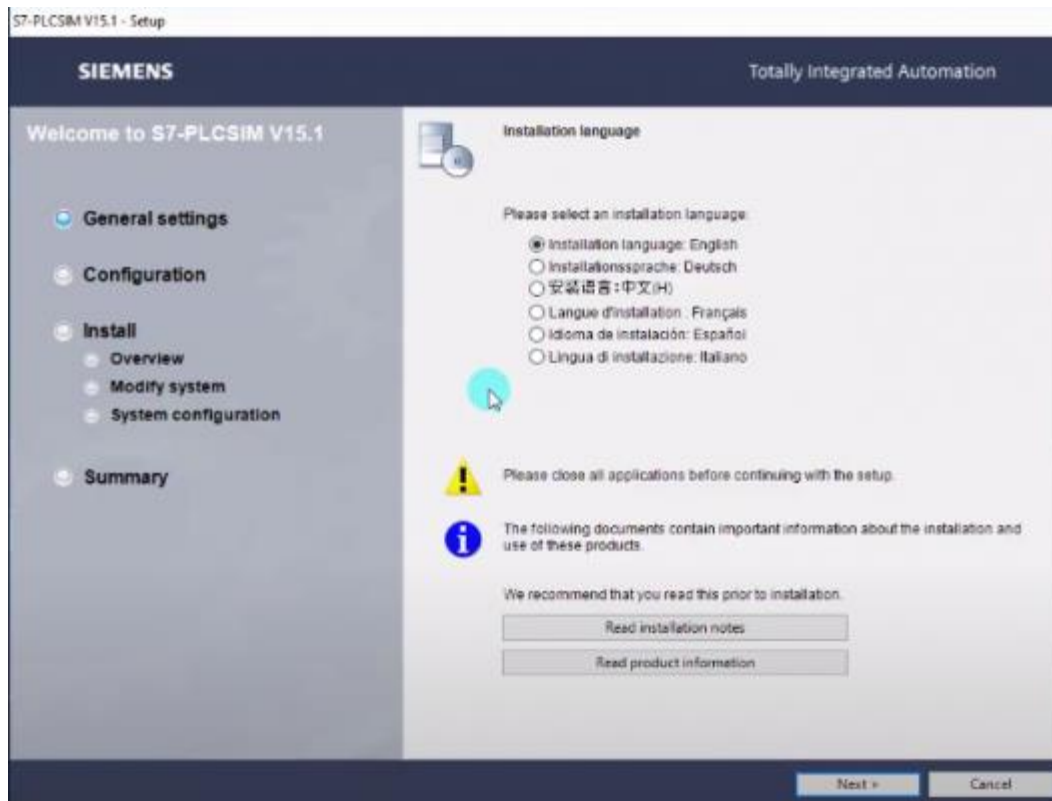 S7-PLCSIM V15.1 - Setup
SIEMENS
Totally Integrated Automation
Welcome to S7-PLCSIM V15.1
General settings
Configuration
Install
Overview
Modify system
System configuration
Summary
Installation language
Please select an installation language:
Installation language: English
Installationssprache: Deutsch
安装语言:中文(H)
Langue d'installation : Français
Idioma de instalación: Español
Lingua di installazione: Italiano
Please close all applications before continuing with the setup.
The following documents contain important information about the installation and
use of these products.
We recommend that you read this prior to installation.
Read installation notes
Read product information
Next >
Cancel